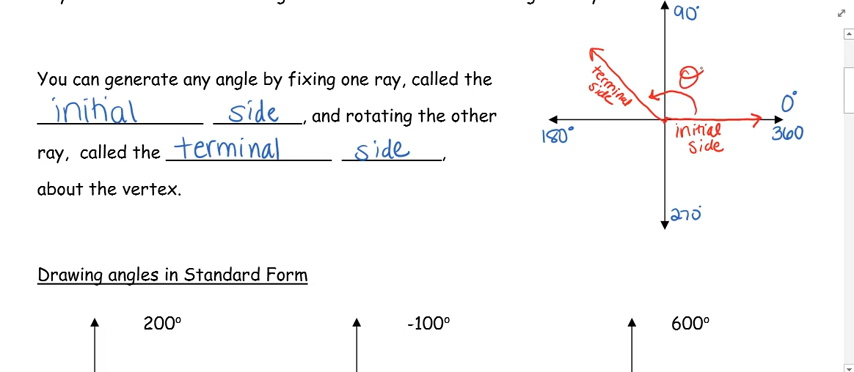 90°
You can generate any angle by fixing one ray, called the
initial side, and rotating the other
ray, called the terminal side,
about the vertex.
terminal
side
θ°
0°
180°
initial
side
360
270°
Drawing angles in Standard Form
200°
-100°
600°